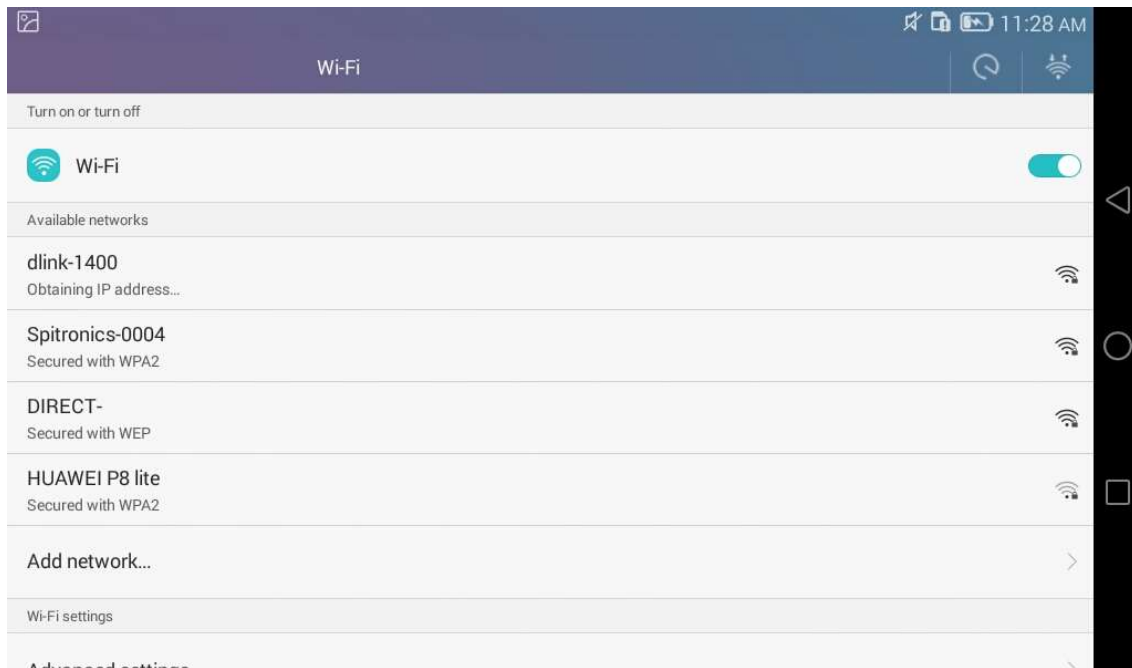 11:28 AM
Wi-Fi
Turn on or turn off
Wi-Fi
Available networks
dlink-1400
Obtaining IP address...
Spitronics-0004
Secured with WPA2
DIRECT-
Secured with WEP
HUAWEI P8 lite
Secured with WPA2
Add network...
Wi-Fi settings
Advanced settings